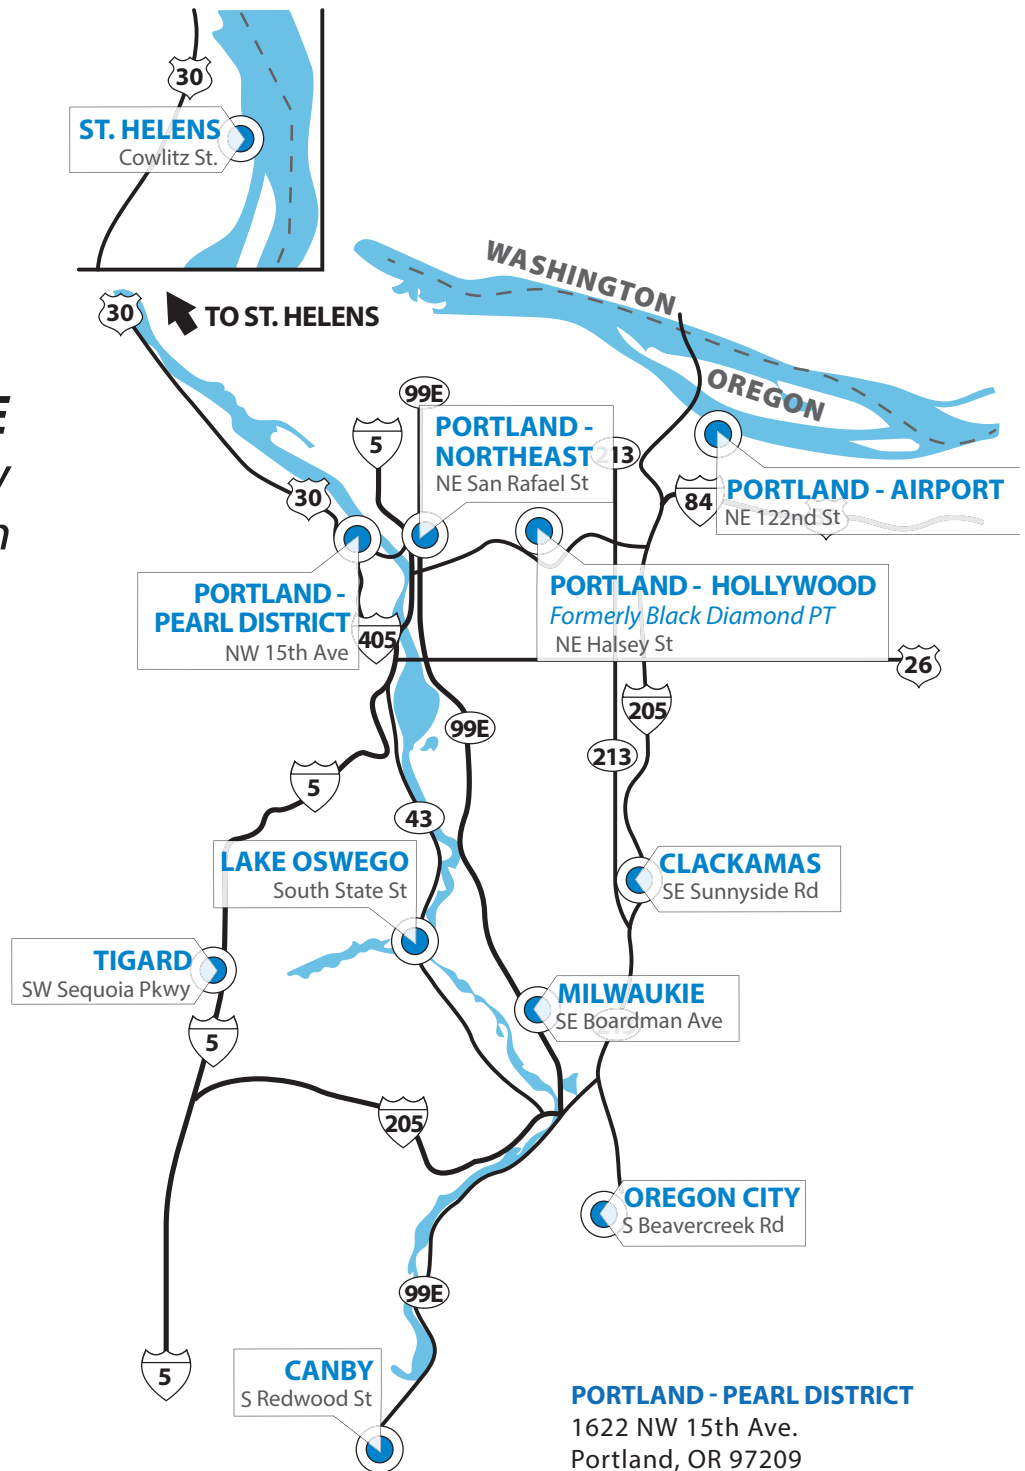 30
ST. HELENS
Cowlitz St.
WASHINGTON
30
TO ST. HELENS
OREGON
E
99E
5
PORTLAND -
NORTHEAST
NE San Rafael St
213
30
84
PORTLAND - AIRPORT
NE 122nd St
PORTLAND -
PEARL DISTRICT
NW 15th Ave
405
PORTLAND - HOLLYWOOD
Formerly Black Diamond PT
NE Halsey St
26
205
99E
213
5
43
LAKE OSWEGO
South State St
CLACKAMAS
SE Sunnyside Rd
TIGARD
SW Sequoia Pkwy
MILWAUKIE
SE Boardman Ave
213
5
205
OREGON CITY
S Beavercreek Rd
99E
5
CANBY
S Redwood St
PORTLAND - PEARL DISTRICT
1622 NW 15th Ave.
Portland, OR 97209